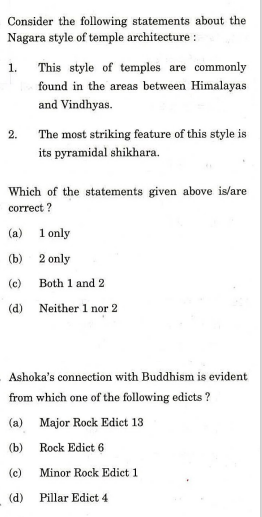 Consider the following statements about the
Nagara style of temple architecture :
1. This style of temples are commonly
found in the areas between Himalayas
and Vindhyas.
2. The most striking feature of this style is
its pyramidal shikhara.
Which of the statements given above is/are
correct ?
(a) 1 only
(b) 2 only
(c) Both 1 and 2
(d) Neither 1 nor 2
Ashoka's connection with Buddhism is evident
from which one of the following edicts ?
(a) Major Rock Edict 13
(b) Rock Edict 6
(c) Minor Rock Edict 1
(d) Pillar Edict 4